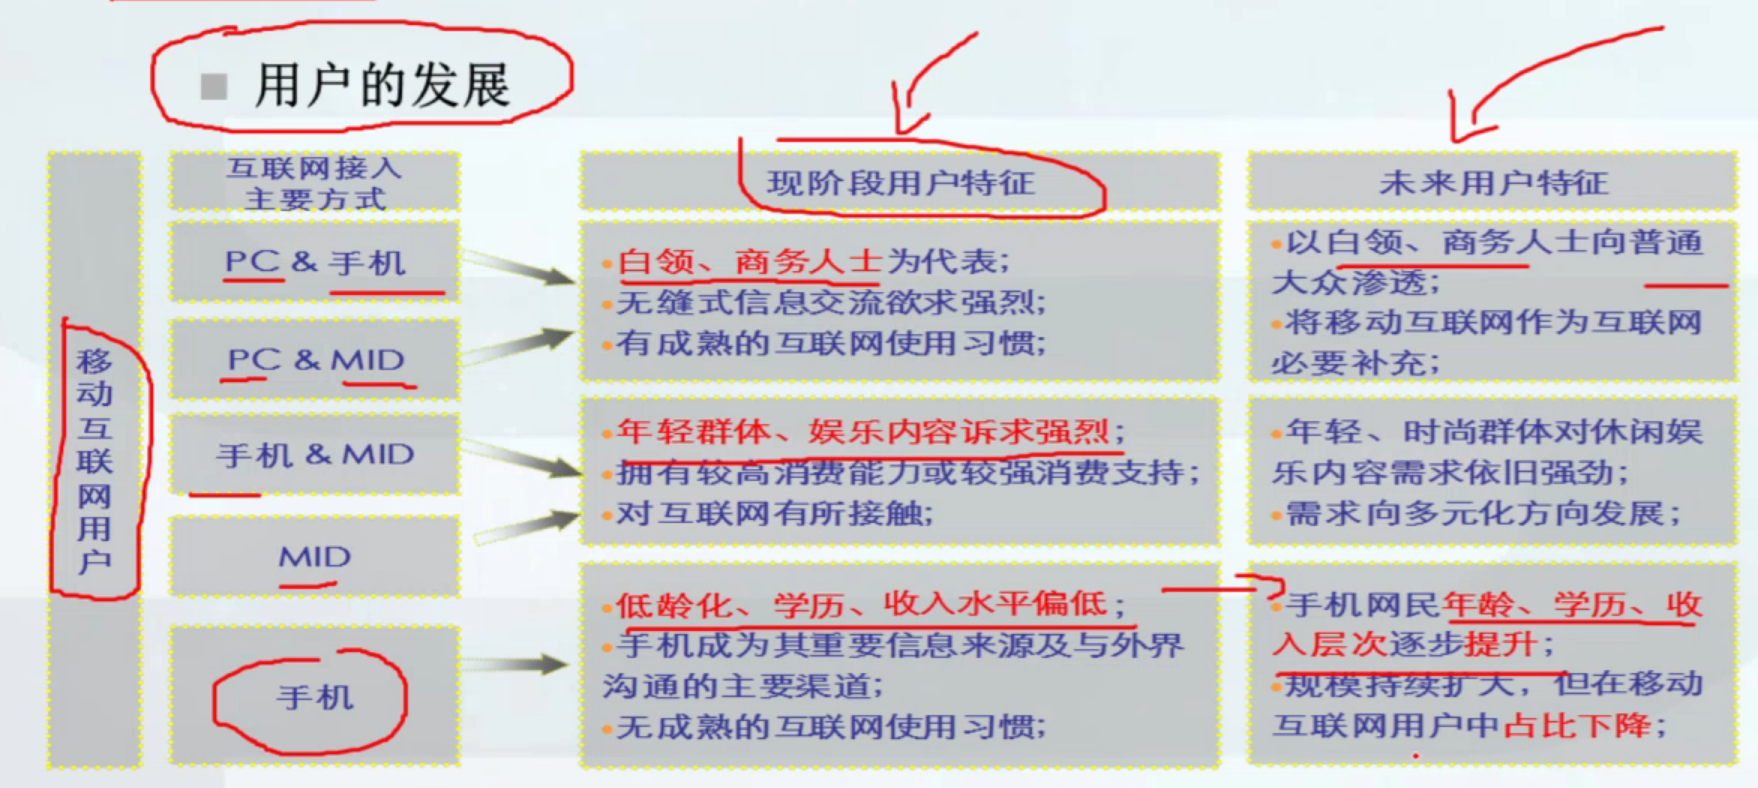 用户的发展
移动互联网用户
互联网接入
主要方式
现阶段用户特征
未来用户特征
PC & 手机
PC & MID
•白领、商务人士为代表;
•无缝式信息交流欲求强烈;
•有成熟的互联网使用习惯;
•以白领、商务人士向普通
大众渗透;
•将移动互联网作为互联网
必要补充;
手机 & MID
MID
•年轻群体、娱乐内容诉求强烈;
•拥有较高消费能力或较强消费支持;
•对互联网有所接触;
•年轻、时尚群体对休闲娱
乐内容需求依旧强劲;
•需求向多元化方向发展;
手机
•低龄化、学历、收入水平偏低;
•手机成为其重要信息来源及与外界
沟通的主要渠道;
•无成熟的互联网使用习惯;
•手机网民年龄、学历、收
入层次逐步提升;
•规模持续扩大，但在移动
互联网用户中占比下降;